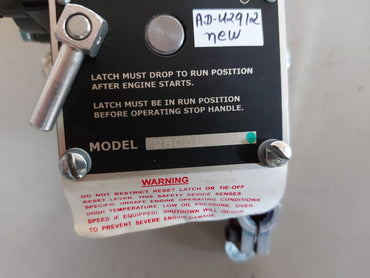 AD-U2912
new
LATCH MUST DROP TO RUN POSITION
AFTER ENGINE STARTS.
LATCH MUST BE IN RUN POSITION
BEFORE OPERATING STOP HANDLE.
MODEL
WARNING
DO NOT RESTRICT RESET LATCH OR TIE-OFF
RESET LEVER. THIS SAFETY DEVICE SENSES
SPECIFIC UNSAFE ENGINE OPERATING CONDITIONS.
(HIGH TEMPERATURE, LOW OIL PRESSURE, OVER
SPEED IF EQUIPPED) SHUTDOWN WILL OCCUR
TO PREVENT SEVERE ENGINE DAMAGE.